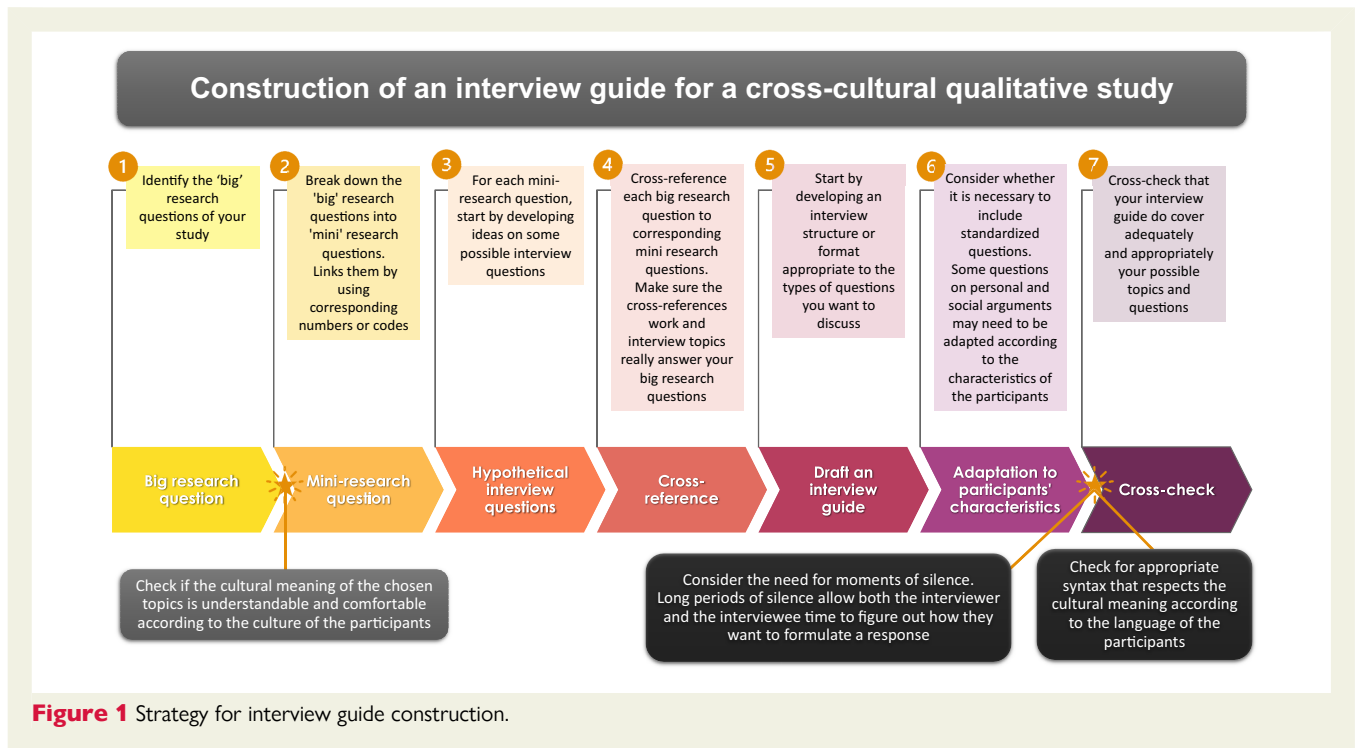 Construction of an interview guide for a cross-cultural qualitative study
1
Identify the ‘big’
research
questions of your
study
2
Break down the
'big' research
questions into
'mini' research
questions.
Links them by
using
corresponding
numbers or codes
3
For each mini-
research question,
start by developing
ideas on some
possible interview
questions
4
Cross-reference
each big research
question to
corresponding
mini research
questions.
Make sure the
cross-references
work and
interview topics
really answer your
big research
questions
5
Start by
developing an
interview
structure or
format
appropriate to the
types of questions
you want to
discuss
6
Consider whether
it is necessary to
include
standardized
questions.
Some questions
on personal and
social arguments
may need to be
adapted according
to the
characteristics of
the participants
7
Cross-check that
your interview
guide do cover
adequately
and appropriately
your possible
topics and
questions
Big research
question
Mini-research
question
Hypothetical
interview
questions
Cross-
reference
Draft an
interview
guide
Adaptation to
participants'
characteristics
Cross-check
Check if the cultural meaning of the chosen
topics is understandable and comfortable
according to the culture of the participants
Consider the need for moments of silence.
Long periods of silence allow both the interviewer
and the interviewee time to figure out how they
want to formulate a response
Check for appropriate
syntax that respects the
cultural meaning according
to the language of the
participants
Figure 1 Strategy for interview guide construction.